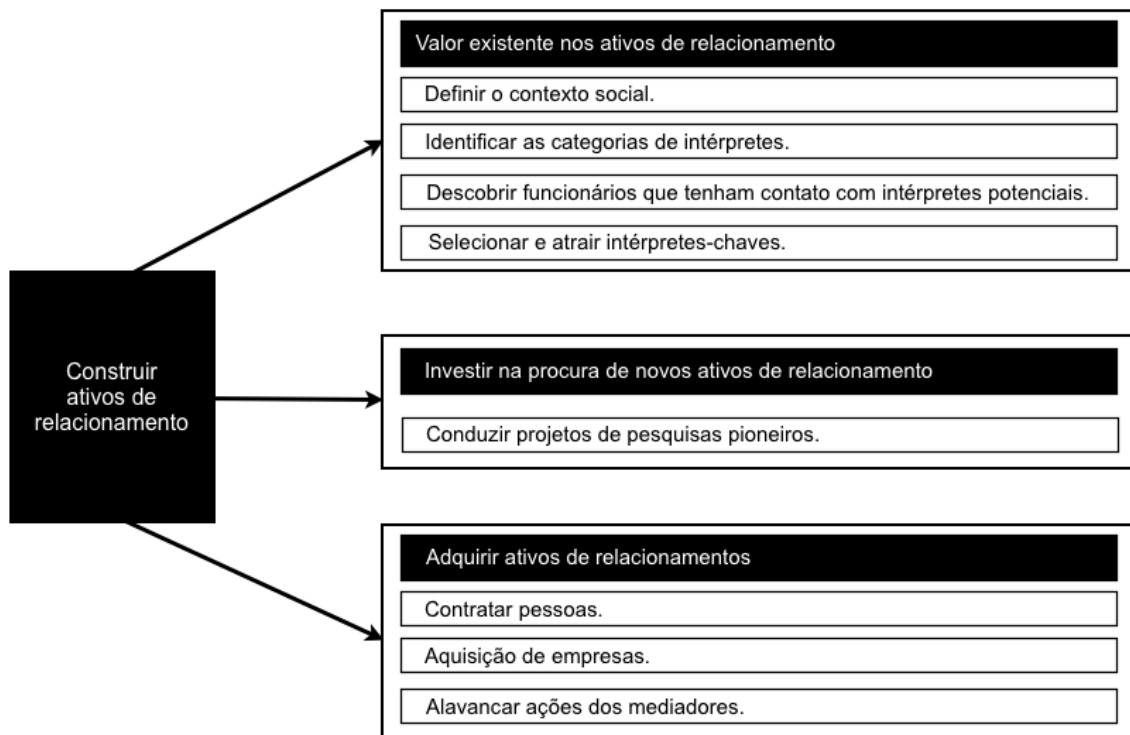 Valor existente nos ativos de relacionamento
Definir o contexto social.
Identificar as categorias de intérpretes.
Descobrir funcionários que tenham contato com intérpretes potenciais.
Selecionar e atrair intérpretes-chaves.
Construir
ativos de
relacionamento
Investir na procura de novos ativos de relacionamento
Conduzir projetos de pesquisas pioneiros.
Adquirir ativos de relacionamentos
Contratar pessoas.
Aquisição de empresas.
Alavancar ações dos mediadores.